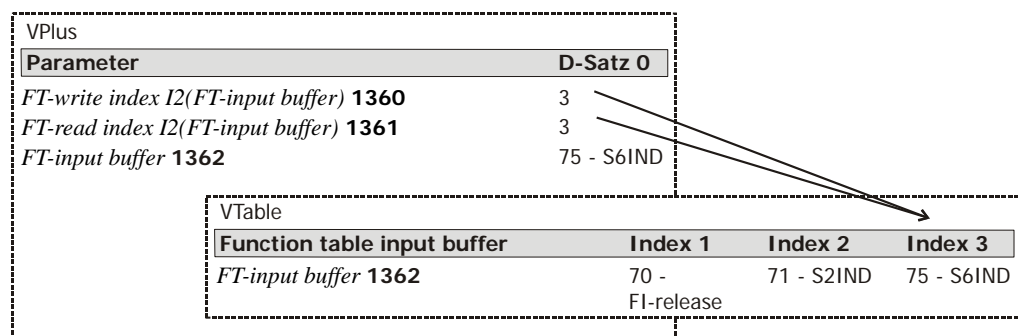 VPlus
Parameter D-Satz 0
FT-write index I2(FT-input buffer) 1360 3
FT-read index I2(FT-input buffer) 1361 3
FT-input buffer 1362 75 - S6IND
VTable
Function table input buffer Index 1 Index 2 Index 3
FT-input buffer 1362 70 - 71 - S2IND 75 - S6IND
FI-release